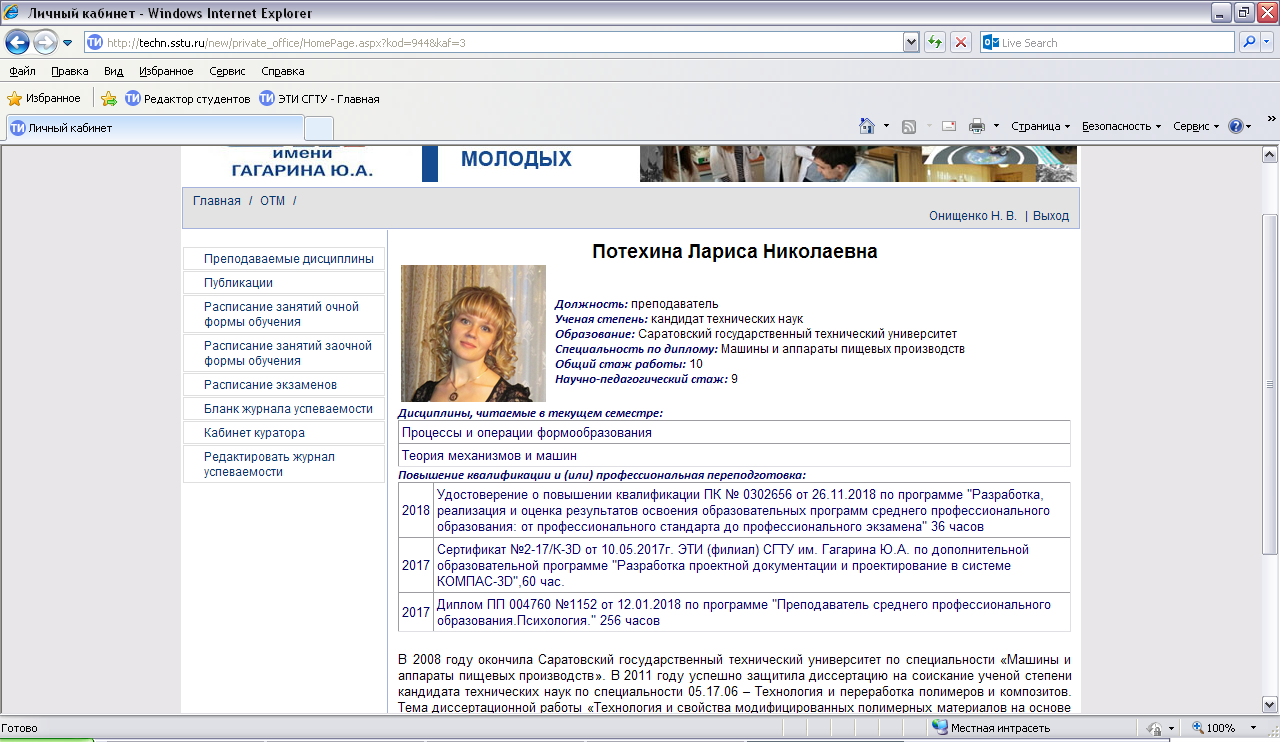 Личный кабинет - Windows Internet Explorer
http://techn.sstu.ru/new/private_office/HomePage.aspx?kod=944&kaf=3
Live Search
Файл Правка Вид Избранное Сервис Справка
Избранное Редактор студентов ЭТИ СГТУ - Главная
Личный кабинет
Страница Безопасность Сервис
имени
ГАГАРИНА Ю.А.
МОЛОДЫХ
Главная / ОТМ /
Онищенко Н. В. | Выход
Преподаваемые дисциплины
Публикации
Расписание занятий очной
формы обучения
Расписание занятий заочной
формы обучения
Расписание экзаменов
Бланк журнала успеваемости
Кабинет куратора
Редактировать журнал
успеваемости
Потехина Лариса Николаевна
Должность: преподаватель
Ученая степень: кандидат технических наук
Образование: Саратовский государственный технический университет
Специальность по диплому: Машины и аппараты пищевых производств
Общий стаж работы: 10
Научно-педагогический стаж: 9
Дисциплины, читаемые в текущем семестре:
Процессы и операции формообразования
Теория механизмов и машин
Повышение квалификации и (или) профессиональная переподготовка:
2018 Удостоверение о повышении квалификации ПК № 0302656 от 26.11.2018 по программе "Разработка,
реализация и оценка результатов освоения образовательных программ среднего профессионального
образования: от профессионального стандарта до профессионального экзамена" 36 часов
2017 Сертификат №2-17/К-3D от 10.05.2017г. ЭТИ (филиал) СГТУ им. Гагарина Ю.А. по дополнительной
образовательной программе "Разработка проектной документации и проектирование в системе
КОМПАС-3D",60 час.
2017 Диплом ПП 004760 №1152 от 12.01.2018 по программе "Преподаватель среднего профессионального
образования.Психология." 256 часов
В 2008 году окончила Саратовский государственный технический университет по специальности «Машины и
аппараты пищевых производств». В 2011 году успешно защитила диссертацию на соискание ученой степени
кандидата технических наук по специальности 05.17.06 – Технология и переработка полимеров и композитов.
Тема диссертационной работы «Технология и свойства модифицированных полимерных материалов на основе
Готово
Местная интрасеть
100%